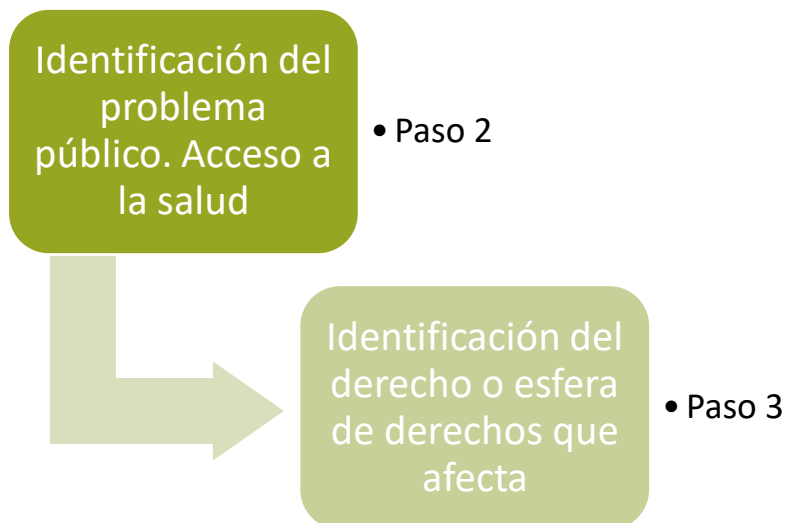 Identificación del
problema
público. Acceso a
la salud
• Paso 2
Identificación del
derecho o esfera
de derechos que
afecta
• Paso 3